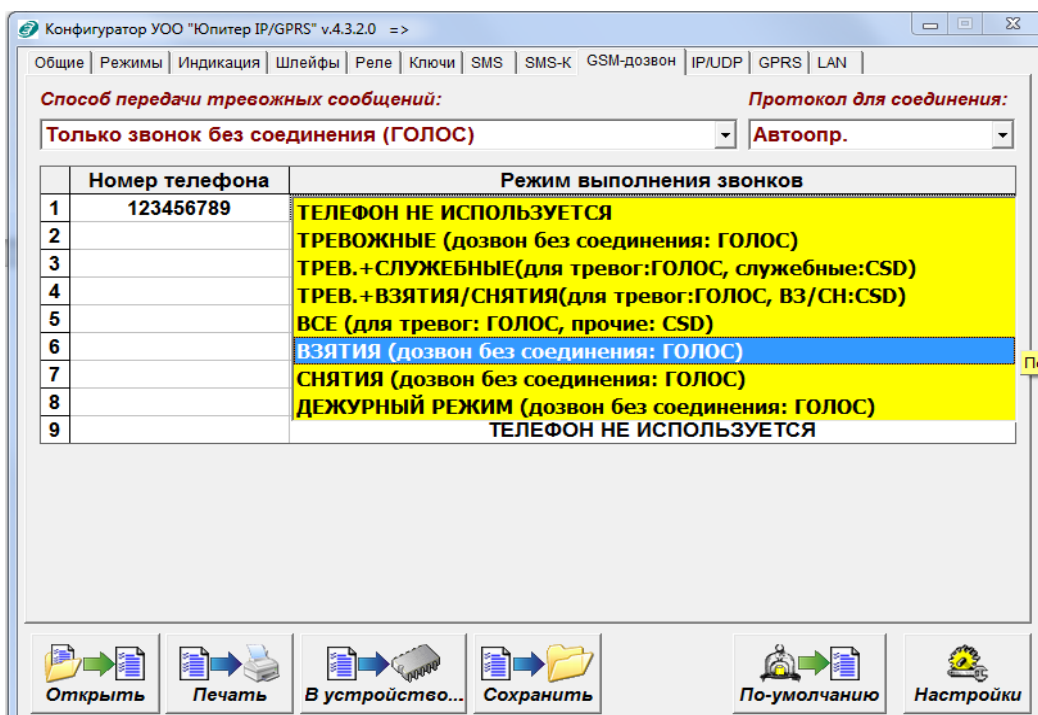 Конфигуратор УОО "Юпитер IP/GPRS" v.4.3.2.0 =>
Общие Режимы Индикация Шлейфы Реле Ключи SMS SMS-K GSM-дозвон IP/UDP GPRS LAN
Способ передачи тревожных сообщений: Протокол для соединения:
Только звонок без соединения (ГОЛОС) Автоопр.
Номер телефона Режим выполнения звонков
1 123456789 ТЕЛЕФОН НЕ ИСПОЛЬЗУЕТСЯ
2 ТРЕВОЖНЫЕ (дозвон без соединения: ГОЛОС)
3 ТРЕВ.+СЛУЖЕБНЫЕ(для тревог:ГОЛОС, служебные:CSD)
4 ТРЕВ.+ВЗЯТИЯ/СНЯТИЯ(для тревог:ГОЛОС, ВЗ/СН:CSD)
5 ВСЕ (для тревог: ГОЛОС, прочие: CSD)
6 ВЗЯТИЯ (дозвон без соединения: ГОЛОС)
7 СНЯТИЯ (дозвон без соединения: ГОЛОС)
8 ДЕЖУРНЫЙ РЕЖИМ (дозвон без соединения: ГОЛОС)
9 ТЕЛЕФОН НЕ ИСПОЛЬЗУЕТСЯ
Открыть Печать В устройство... Сохранить По-умолчанию Настройки